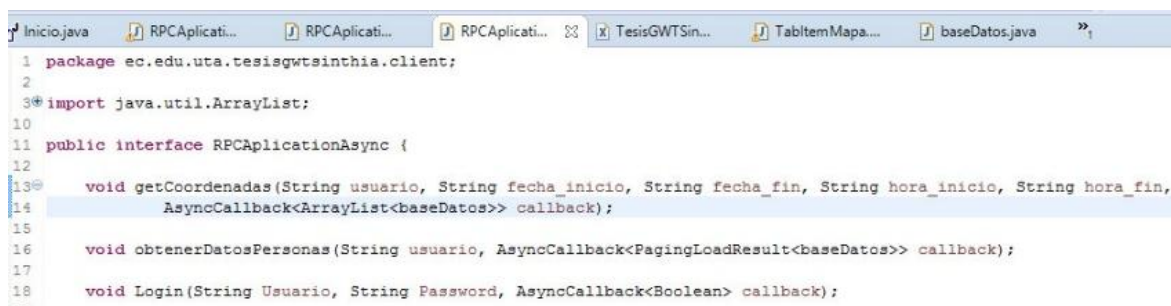 Inicio.java RPCAplicati... RPCAplicati... RPCAplicati... TesisGWTSin... TabItemMapa.... baseDatos.java »1
1 package ec.edu.uta.tesisgwtsinthia.client;
2
3 import java.util.ArrayList;
10
11 public interface RPCAplicationAsync {
12
13 void getCoordenadas(String usuario, String fecha_inicio, String fecha_fin, String hora_inicio, String hora_fin,
14 AsyncCallback<ArrayList<baseDatos>> callback);
15
16 void obtenerDatosPersonas(String usuario, AsyncCallback<PagingLoadResult<baseDatos>> callback);
17
18 void Login(String Usuario, String Password, AsyncCallback<Boolean> callback);